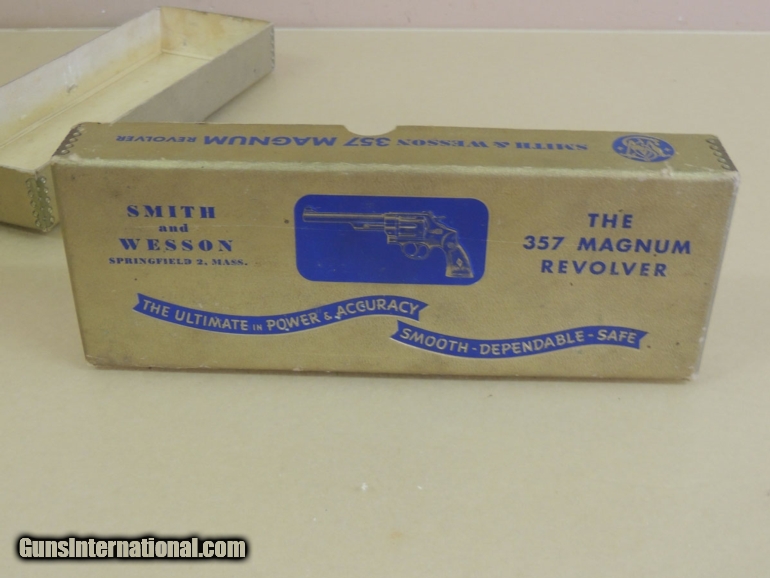 SMITH & WESSON 357 MAGNUM REVOLVER
SMITH
and
WESSON
SPRINGFIELD 2, MASS.
THE
357 MAGNUM
REVOLVER
THE ULTIMATE IN POWER & ACCURACY
SMOOTH-DEPENDABLE-SAFE
GunsInternational.com